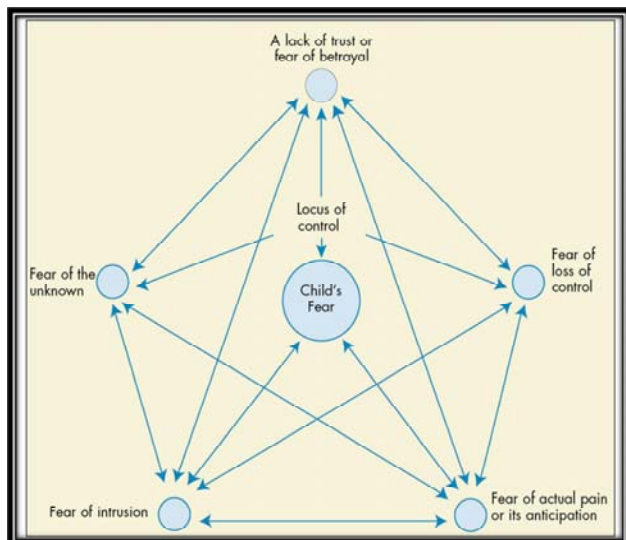 A lack of trust or
fear of betrayal
Locus of
control
Fear of the
unknown
Child's
Fear
Fear of
loss of
control
Fear of intrusion
Fear of actual pain
or its anticipation